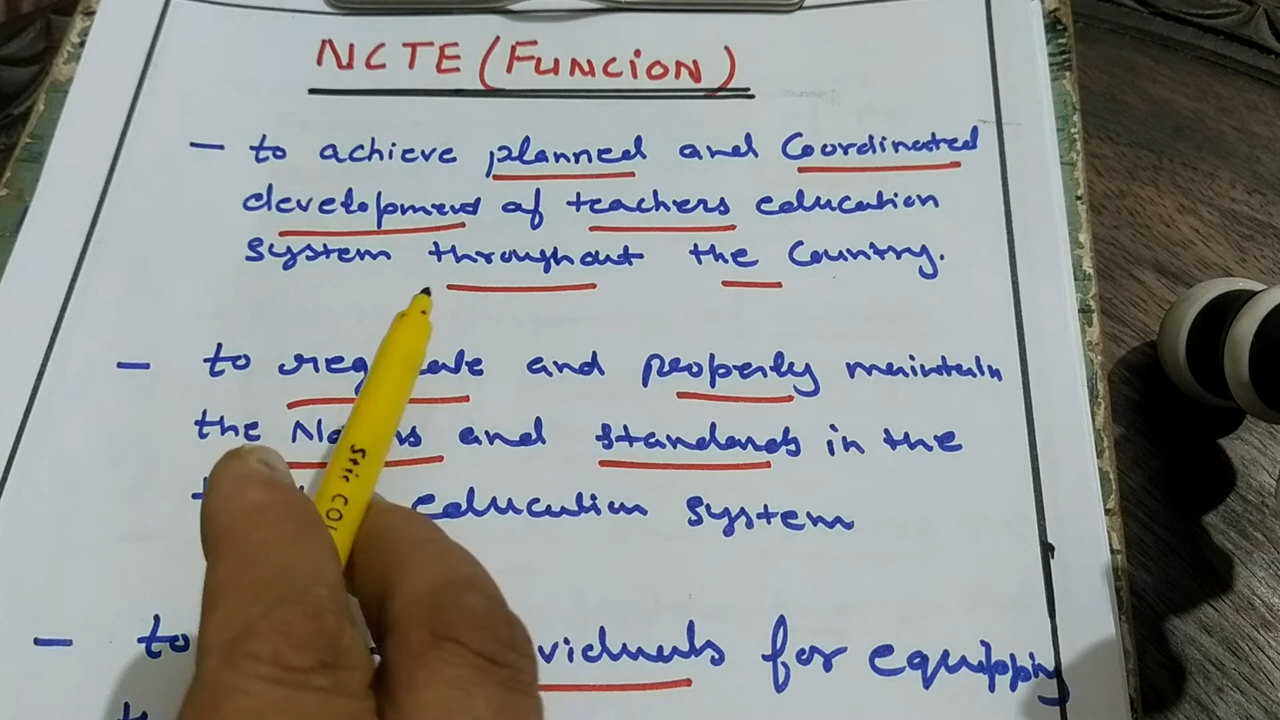 NCTE (FUNCION)
- to achieve planned and Coordinated
development of teachers education
system throughout the Country.
- to and properly maintain
the and standards in the
education system
- to for equipping